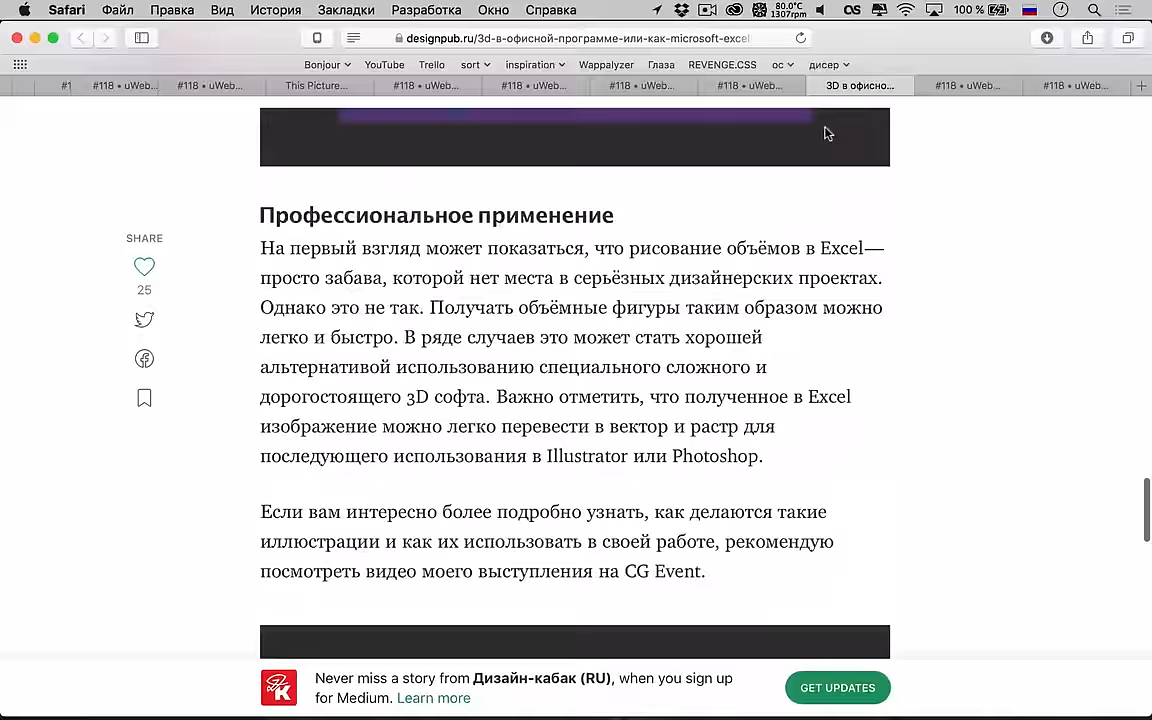 Safari Файл Правка Вид История Закладки Разработка Окно Справка 80.0°C 1307rpm 100 %
designpub.ru/3d-в-офисной-программе-или-как-microsoft-excel
Bonjour YouTube Trello sort inspiration Wappalyzer Глаза REVENGE.CSS ос дисер
#1 #118 • uWeb... #118 • uWeb... This Picture... #118 • uWeb... #118 • uWeb... #118 • uWeb... #118 • uWeb... 3D в офисно... #118 • uWeb... #118 • uWeb...
Профессиональное применение
На первый взгляд может показаться, что рисование объёмов в Excel—
просто забава, которой нет места в серьёзных дизайнерских проектах.
Однако это не так. Получать объёмные фигуры таким образом можно
легко и быстро. В ряде случаев это может стать хорошей
альтернативой использованию специального сложного и
дорогостоящего 3D софта. Важно отметить, что полученное в Excel
изображение можно легко перевести в вектор и растр для
последующего использования в Illustrator или Photoshop.
Если вам интересно более подробно узнать, как делаются такие
иллюстрации и как их использовать в своей работе, рекомендую
посмотреть видео моего выступления на CG Event.
SHARE
25
Never miss a story from Дизайн-кабак (RU), when you sign up
for Medium. Learn more
GET UPDATES